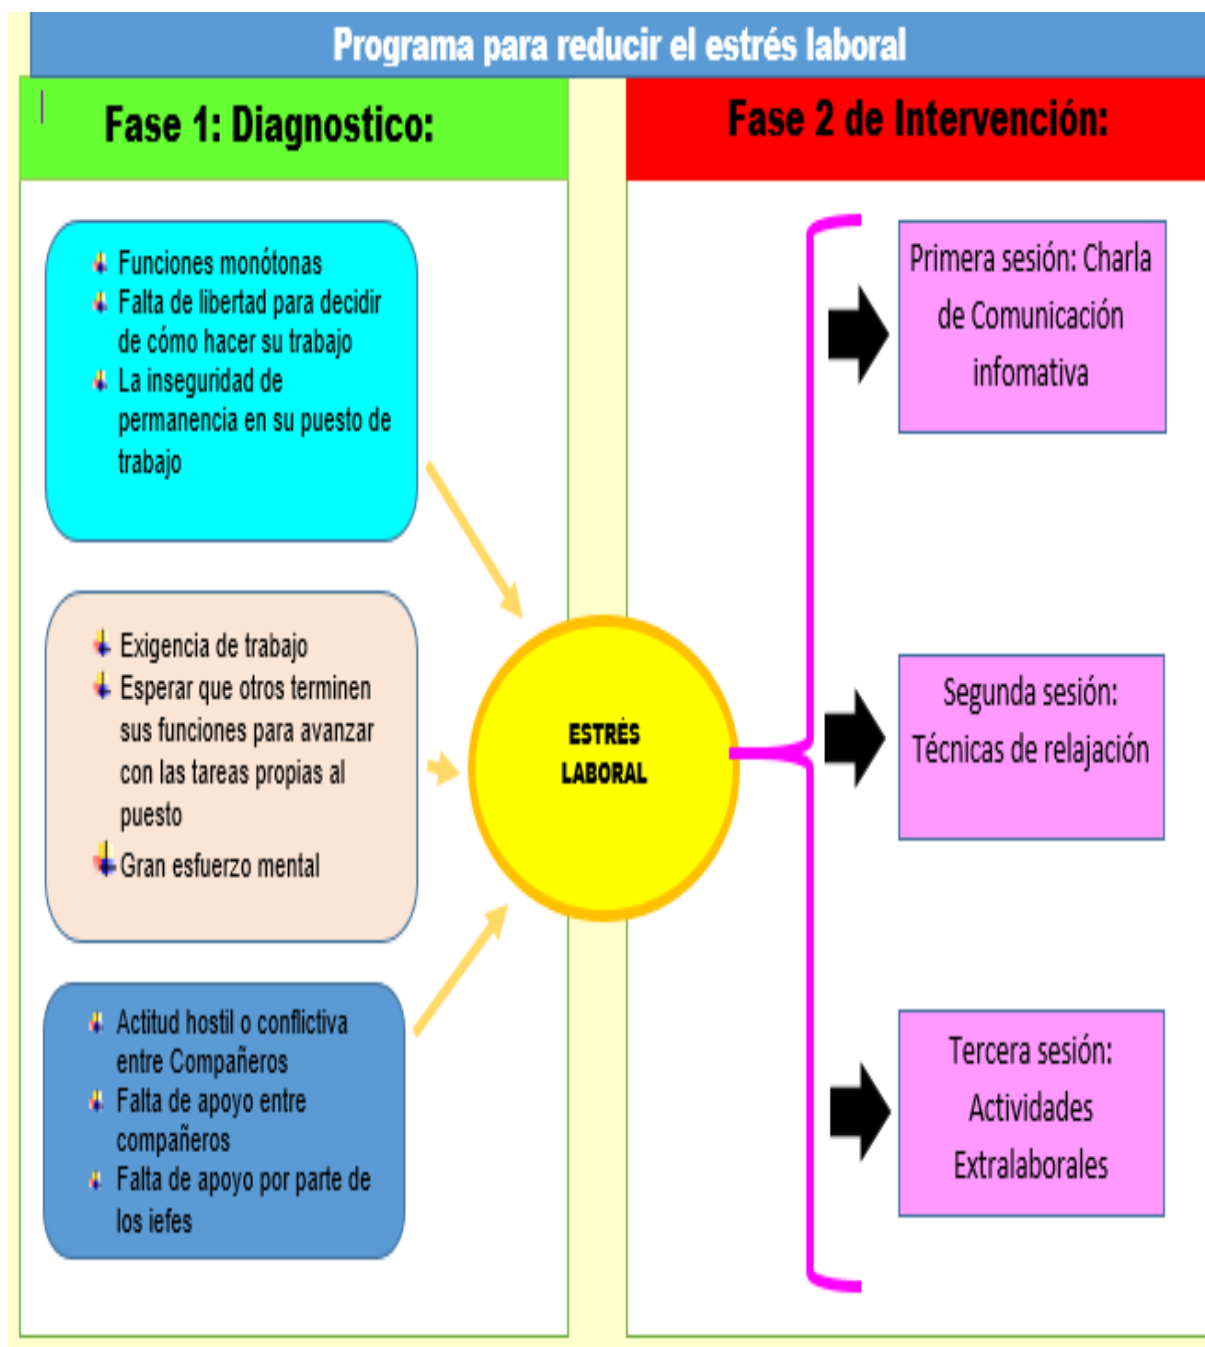 Programa para reducir el estrés laboral
Fase 1: Diagnostico:
Funciones monótonas
Falta de libertad para decidir
de cómo hacer su trabajo
La inseguridad de
permanencia en su puesto de
trabajo
Exigencia de trabajo
Esperar que otros terminen
sus funciones para avanzar
con las tareas propias al
puesto
Gran esfuerzo mental
Actitud hostil o conflictiva
entre Compañeros
Falta de apoyo entre
compañeros
Falta de apoyo por parte de
los jefes
ESTRÉS
LABORAL
Fase 2 de Intervención:
Primera sesión: Charla
de Comunicación
infomativa
Segunda sesión:
Técnicas de relajación
Tercera sesión:
Actividades
Extralaborales